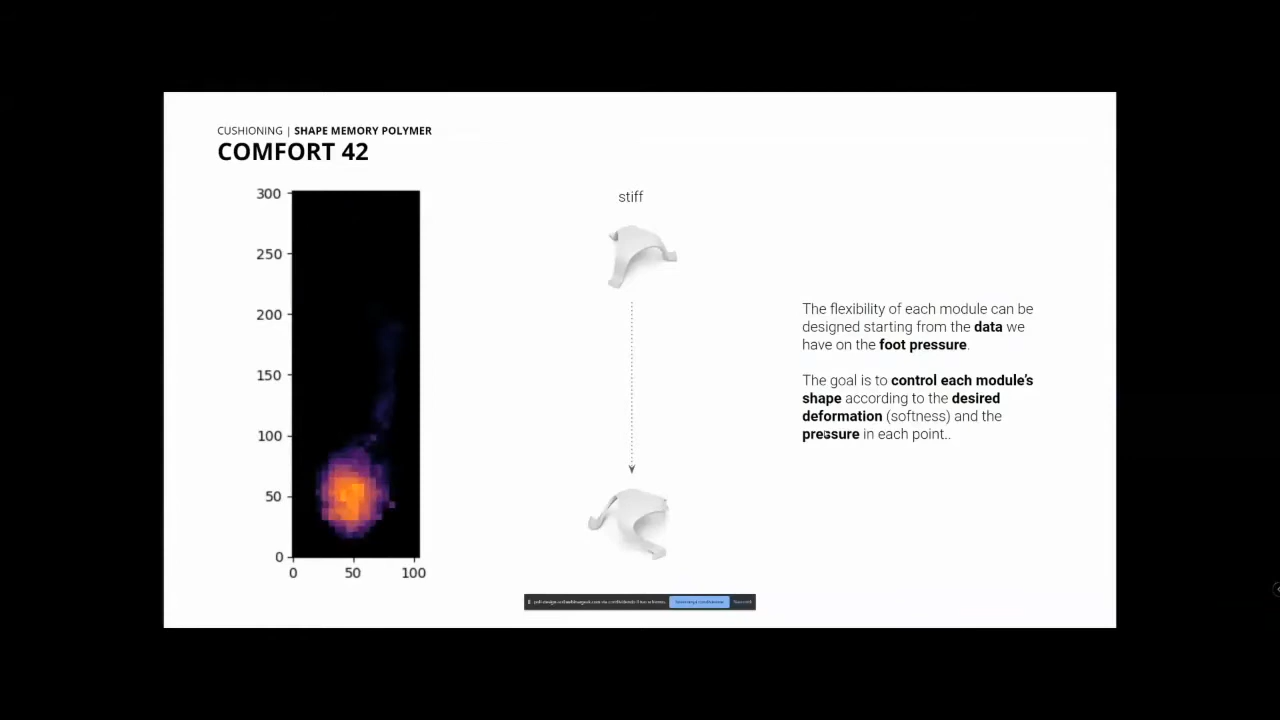 CUSHIONING | SHAPE MEMORY POLYMER
COMFORT 42
300
250
200
150
100
50
0
0 50 100
stiff
The flexibility of each module can be
designed starting from the data we
have on the foot pressure.
The goal is to control each module's
shape according to the desired
deformation (softness) and the
pressure in each point..